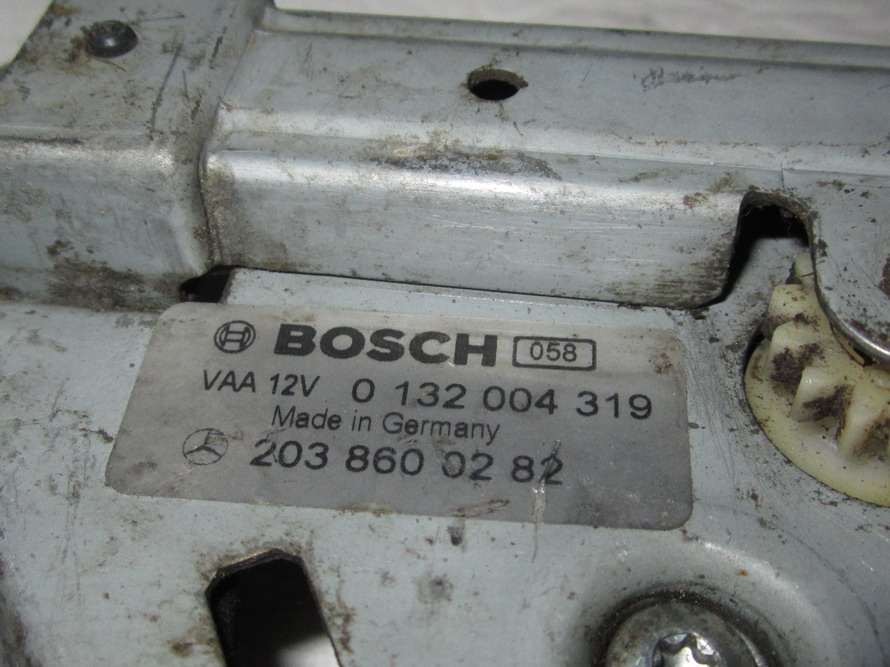 BOSCH 058
VAA 12V 0 132 004 319
Made in Germany
203 860 02 82